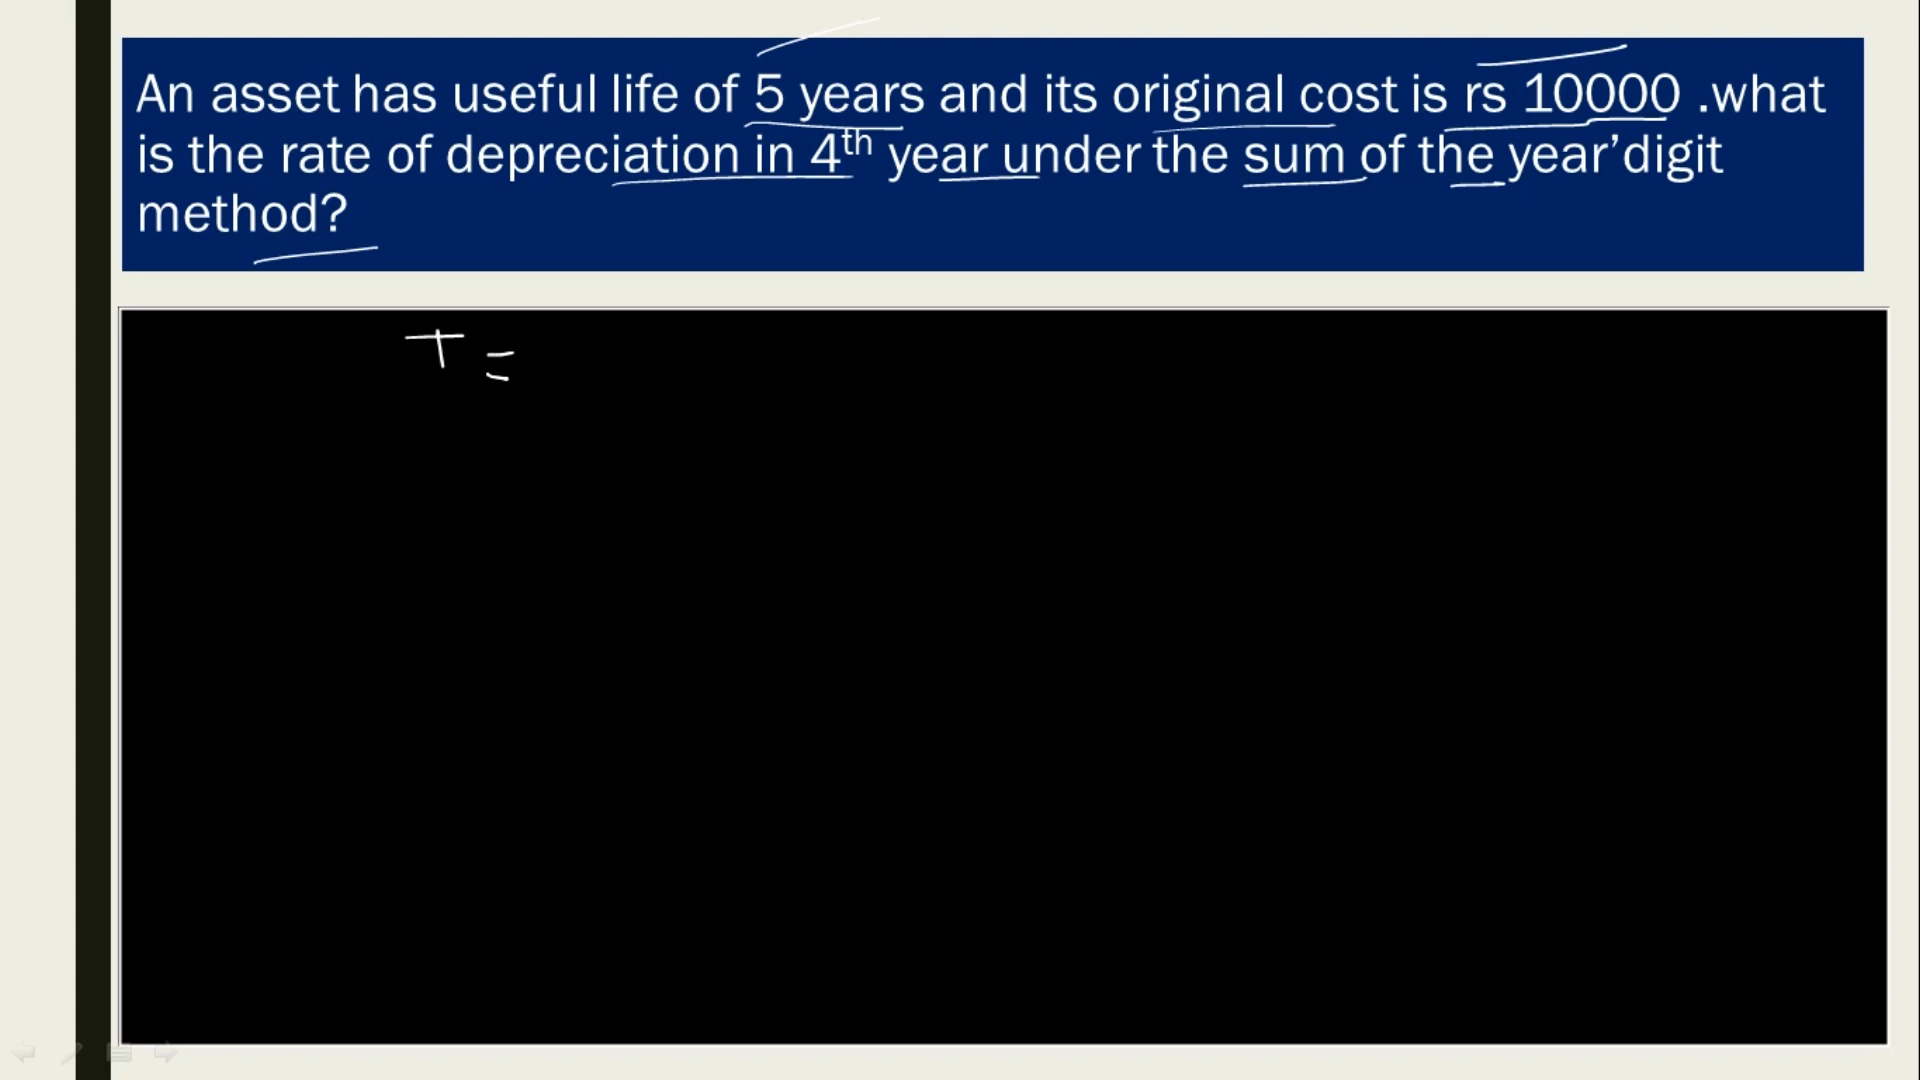 An asset has useful life of 5 years and its original cost is rs 10000 .what
is the rate of depreciation in 4th year under the sum of the year’digit
method?
T =